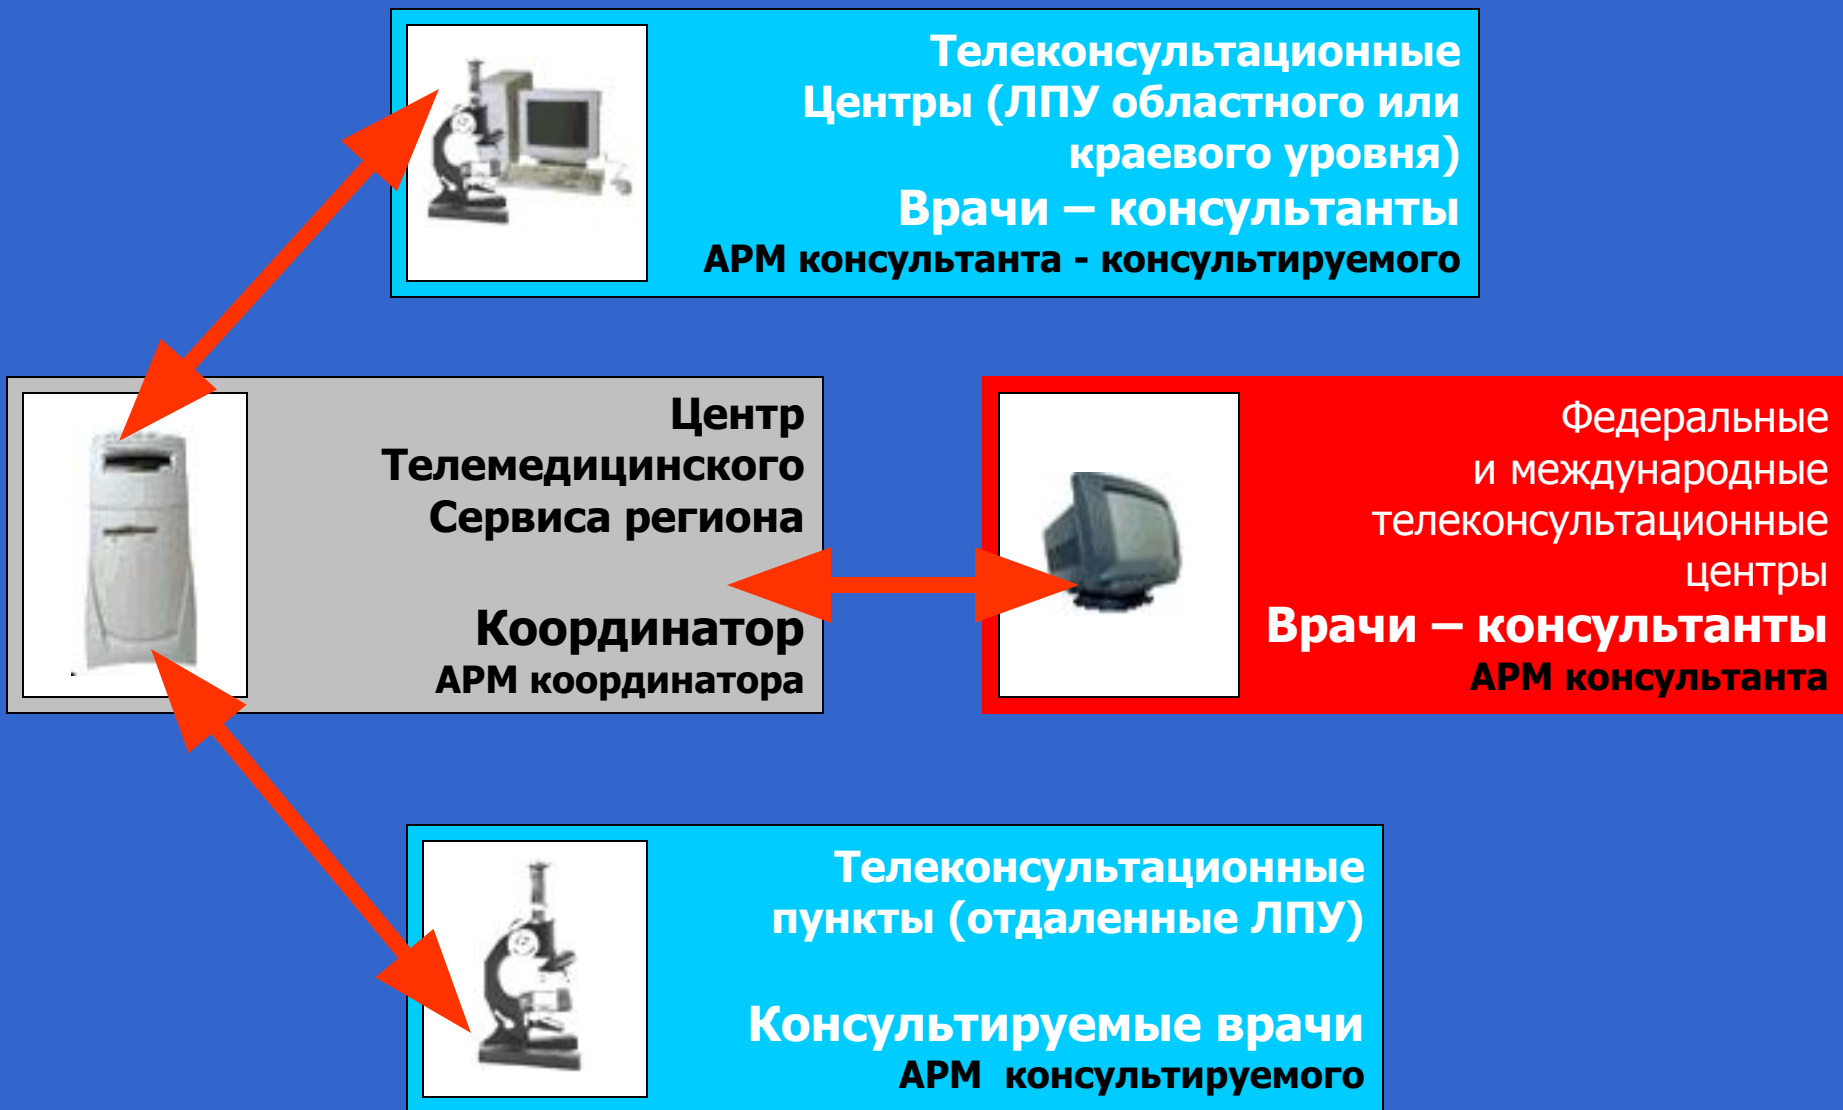 Телеконсультационные
Центры (ЛПУ областного или
краевого уровня)
Врачи – консультанты
АРМ консультанта - консультируемого
Центр
Телемедицинского
Сервиса региона
Координатор
АРМ координатора
Федеральные
и международные
телеконсультационные
центры
Врачи – консультанты
АРМ консультанта
Телеконсультационные
пункты (отдаленные ЛПУ)
Консультируемые врачи
АРМ консультируемого